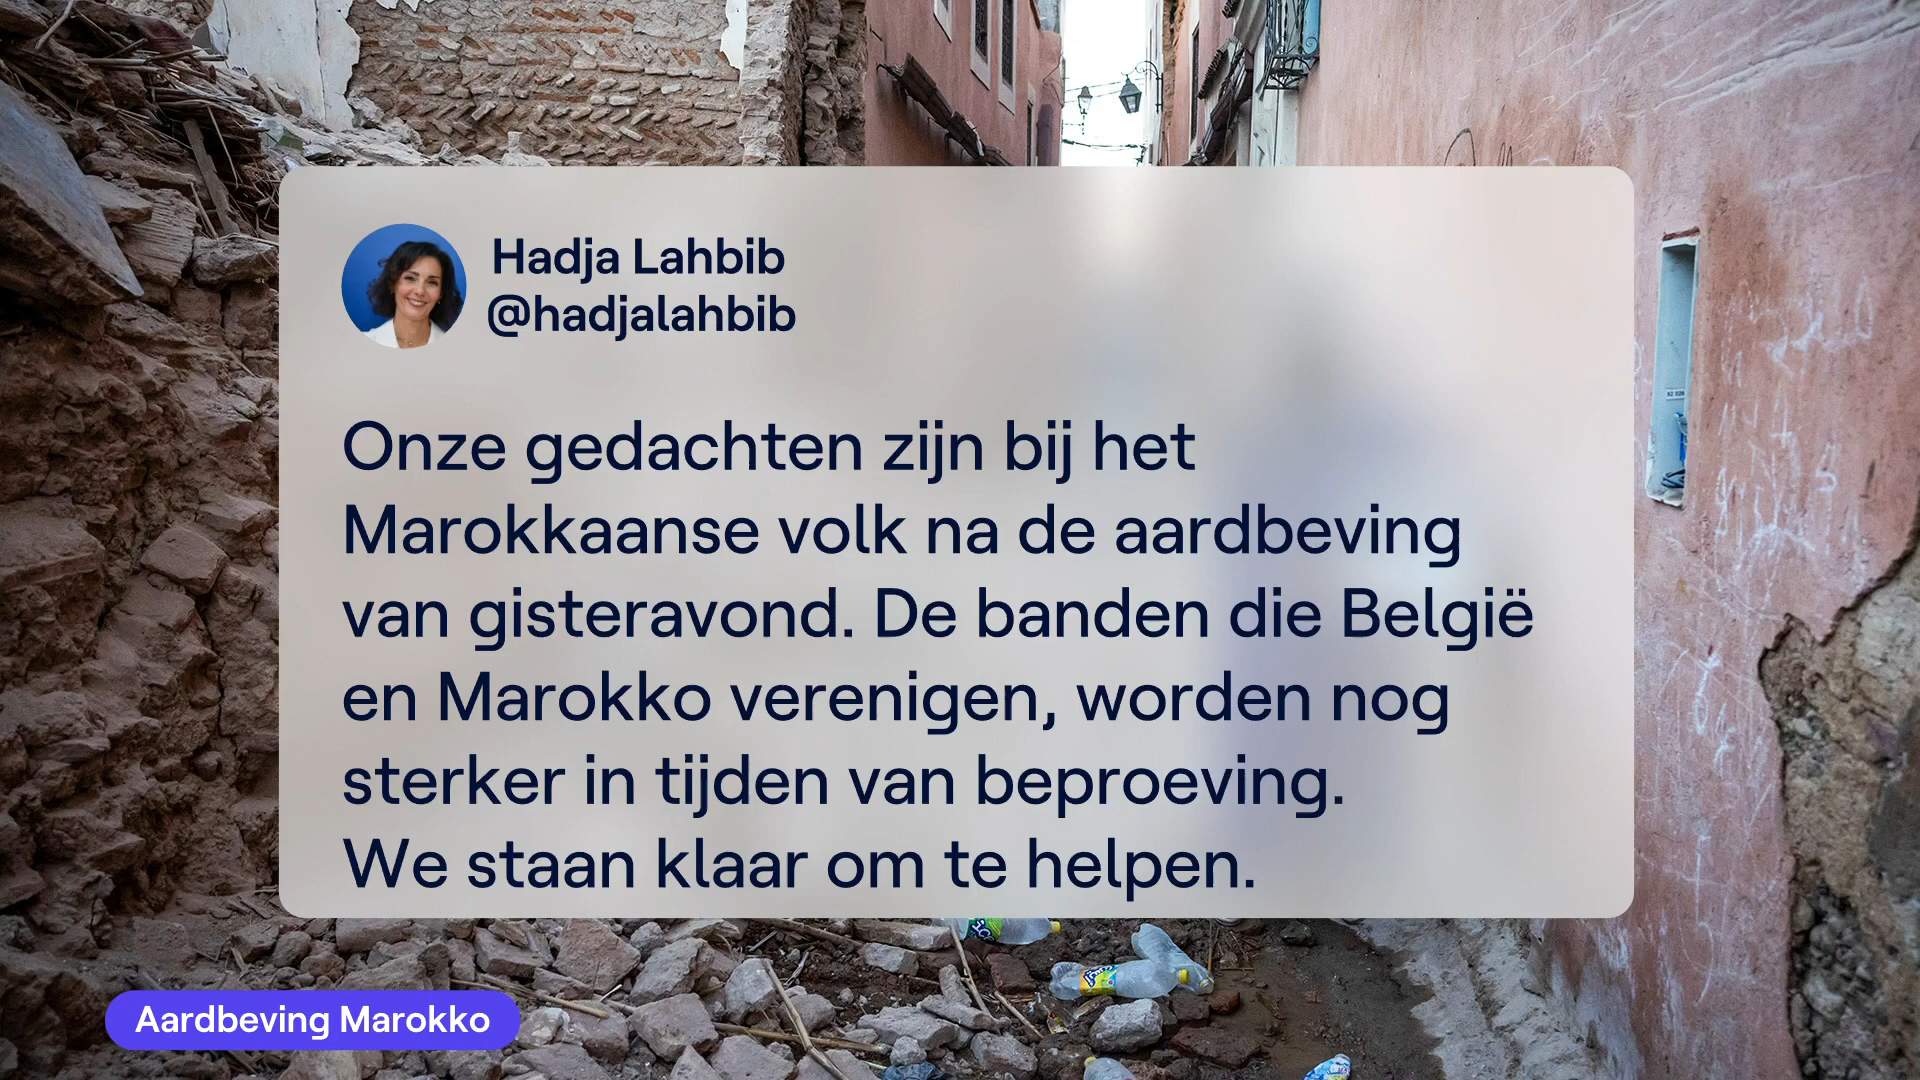 Hadja Lahbib
@hadjalahbib
Onze gedachten zijn bij het
Marokkaanse volk na de aardbeving
van gisteravond. De banden die België
en Marokko verenigen, worden nog
sterker in tijden van beproeving.
We staan klaar om te helpen.
Aardbeving Marokko